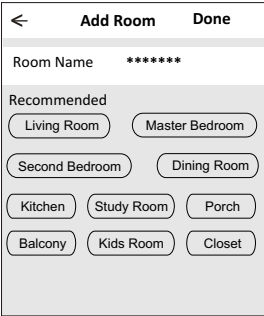 Add Room Done
Room Name *******
Recommended
Living Room Master Bedroom
Second Bedroom Dining Room
Kitchen Study Room Porch
Balcony Kids Room Closet